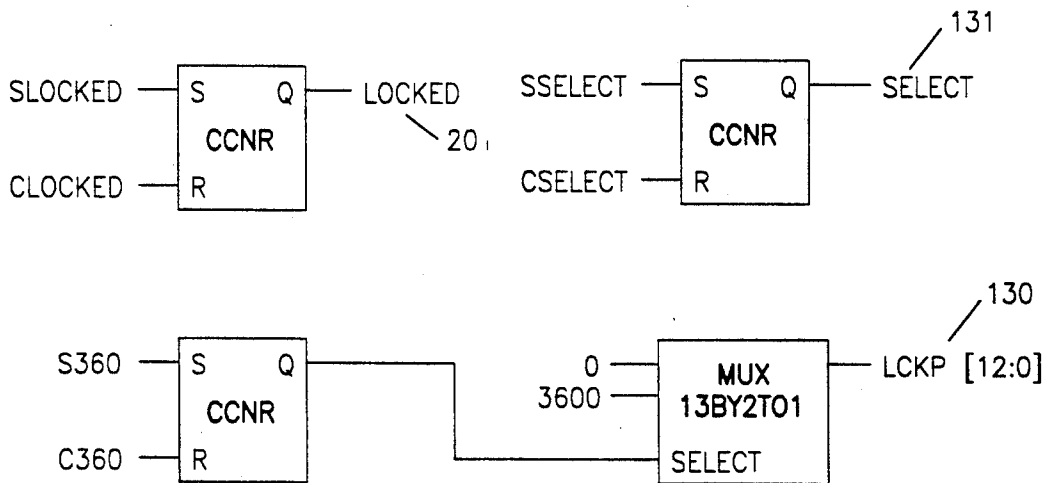 131
SLOCKED S Q LOCKED
CCNR
20
CLOCKED R
SSELECT S Q SELECT
CCNR
CSELECT R
130
S360 S Q
CCNR
C360 R
0 MUX LCKP [12:0]
3600 13BY2TO1
SELECT